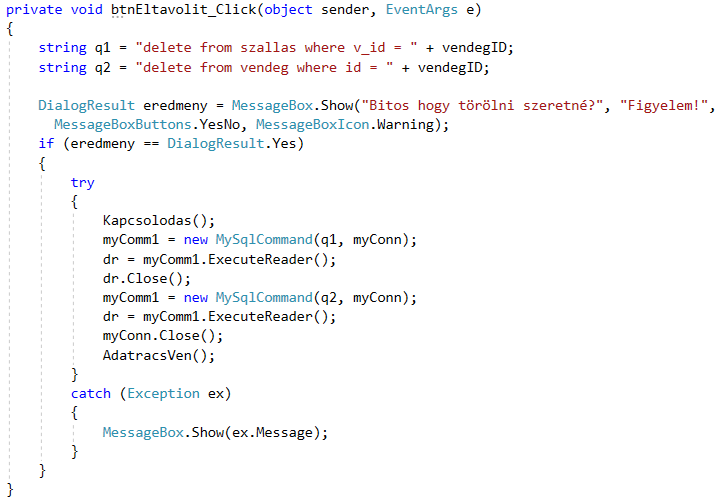 private void btnEltavolit_Click(object sender, EventArgs e)
{
    string q1 = "delete from szallas where v_id = " + vendegID;
    string q2 = "delete from vendeg where id = " + vendegID;

    DialogResult eredmeny = MessageBox.Show("Bitos hogy törölni szeretné?", "Figyelem!",
      MessageBoxButtons.YesNo, MessageBoxIcon.Warning);
    if (eredmeny == DialogResult.Yes)
    {
        try
        {
            Kapcsolodas();
            myComm1 = new MySqlCommand(q1, myConn);
            dr = myComm1.ExecuteReader();
            dr.Close();
            myComm1 = new MySqlCommand(q2, myConn);
            dr = myComm1.ExecuteReader();
            myConn.Close();
            AdatracsVen();
        }
        catch (Exception ex)
        {
            MessageBox.Show(ex.Message);
        }
    }
}